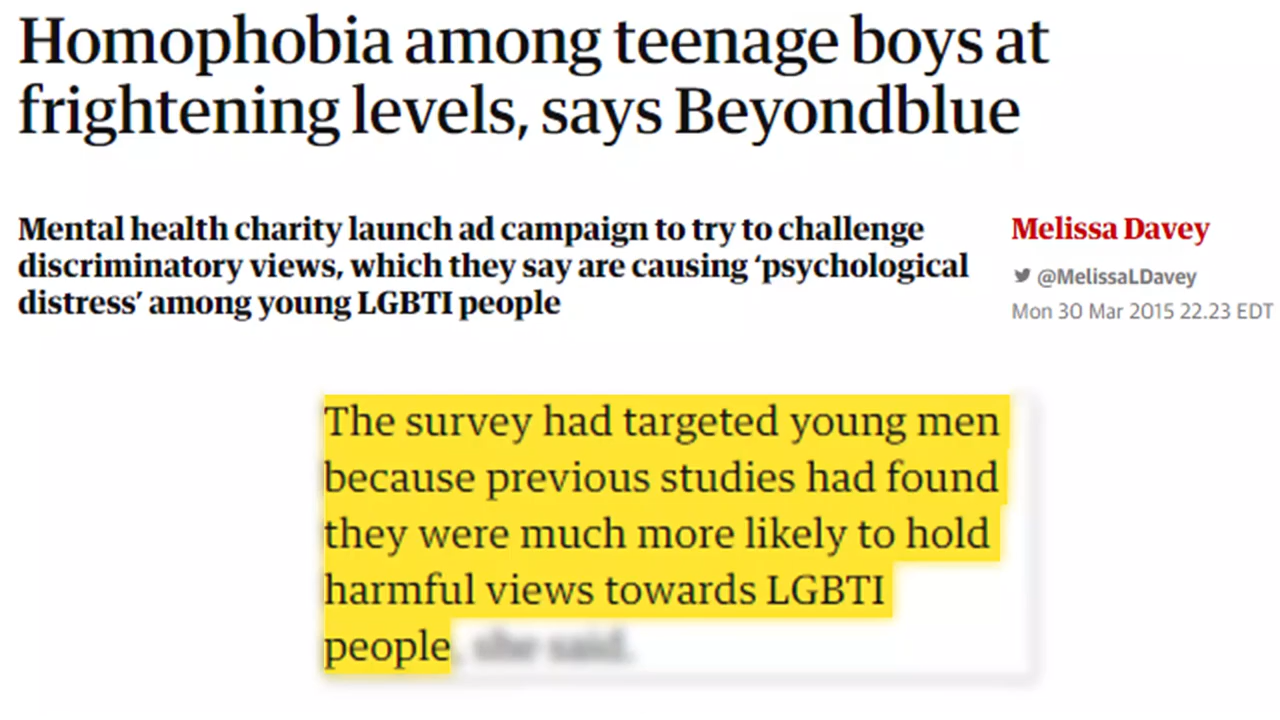 Homophobia among teenage boys at
frightening levels, says Beyondblue
Mental health charity launch ad campaign to try to challenge
discriminatory views, which they say are causing ‘psychological
distress’ among young LGBTI people
Melissa Davey
@MelissaLDavey
Mon 30 Mar 2015 22.23 EDT
The survey had targeted young men
because previous studies had found
they were much more likely to hold
harmful views towards LGBTI
people, she said.